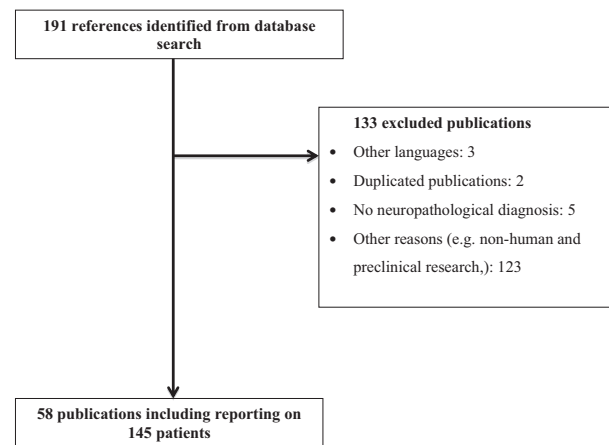 191 references identified from database
search
133 excluded publications
• Other languages: 3
• Duplicated publications: 2
• No neuropathological diagnosis: 5
• Other reasons (e.g. non-human and
preclinical research,): 123
58 publications including reporting on
145 patients